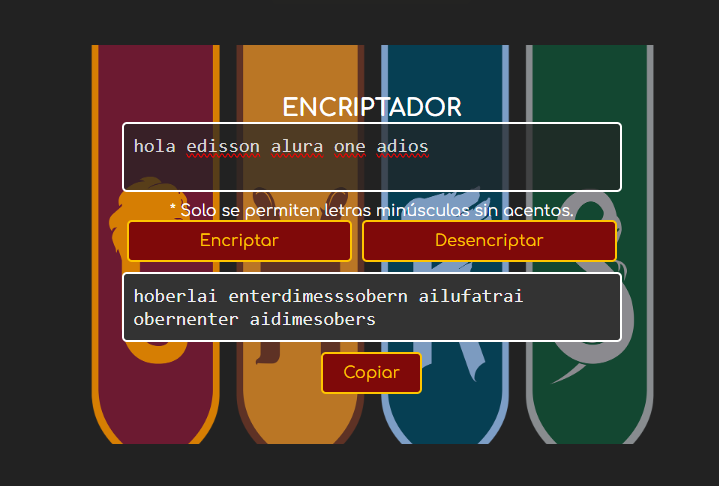 ENCRIPTADOR
hola edisson alura one adios
* Solo se permiten letras minúsculas sin acentos.
Encriptar
Desencriptar
hoberlai enterdimesssobern ailufatrai
obernenter aidimesobers
Copiar